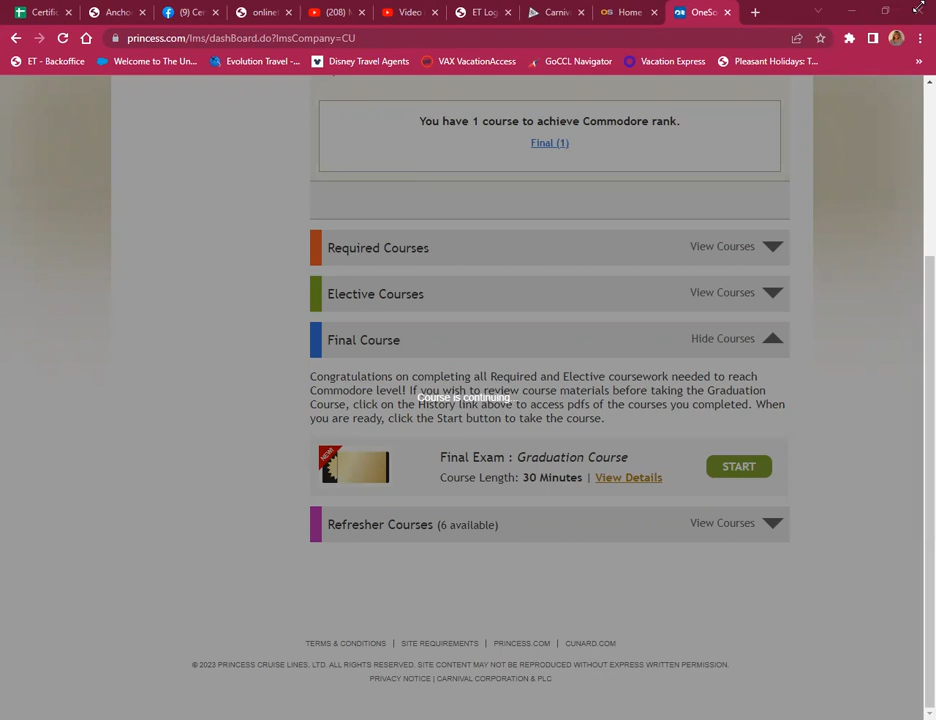 Certific
Ancho
(9) Cer
onlinet
(208) M
Video
ET Log
Carniv
Home
OneSo
princess.com/lms/dashBoard.do?lmsCompany=CU
ET - Backoffice
Welcome to The Un...
Evolution Travel -...
Disney Travel Agents
VAX VacationAccess
GoCCL Navigator
Vacation Express
Pleasant Holidays: T...
»
You have 1 course to achieve Commodore rank.
Final (1)
Required Courses View Courses
Elective Courses View Courses
Final Course Hide Courses
Congratulations on completing all Required and Elective coursework needed to reach
Commodore level! If you wish to review course materials before taking the Graduation
Course, click on the History link above to access pdfs of the courses you completed. When
you are ready, click the Start button to take the course.
Course is continuing...
NEW!
Final Exam : Graduation Course
Course Length: 30 Minutes | View Details
START
Refresher Courses (6 available) View Courses
TERMS & CONDITIONS | SITE REQUIREMENTS | PRINCESS.COM | CUNARD.COM
© 2023 PRINCESS CRUISE LINES, LTD. ALL RIGHTS RESERVED. SITE CONTENT MAY NOT BE REPRODUCED WITHOUT EXPRESS WRITTEN PERMISSION.
PRIVACY NOTICE | CARNIVAL CORPORATION & PLC